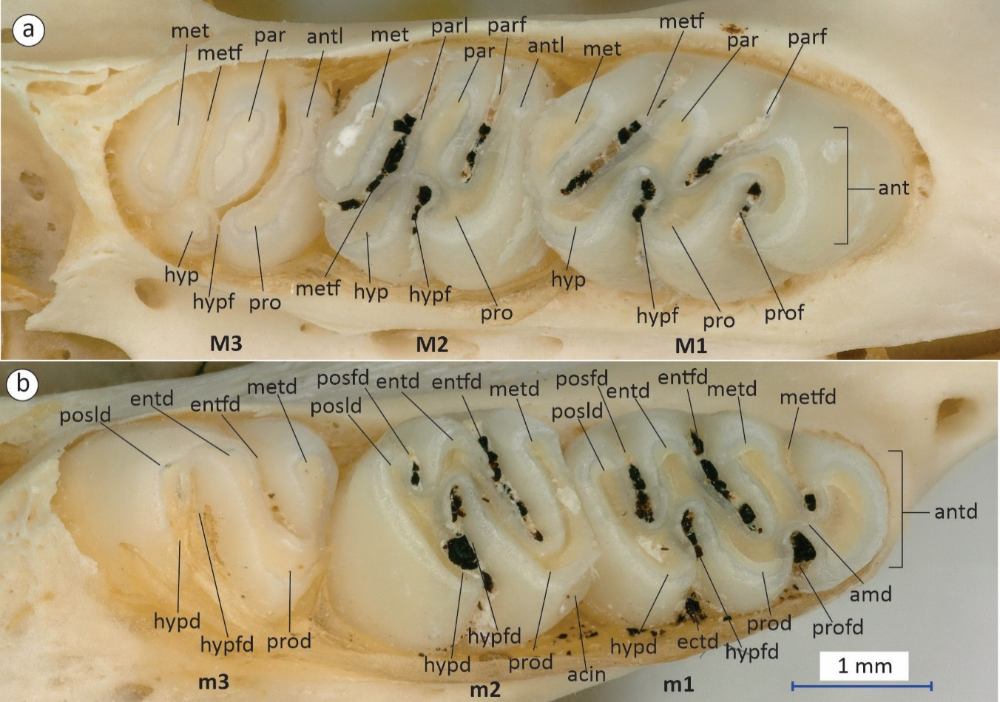 a
met metf par antl met parl parf par antl met metf par parf
ant
hyp hypf pro metf hyp hypf pro hyp hypf pro prof
M3 M2 M1
b
posld entd entfd metd posfd posld entd entfd metd posfd posld entd entfd metd metfd
antd
hypd hypfd prod hypd hypfd prod acin hypd ectd hypfd prod profd amd
m3 m2 m1
1 mm